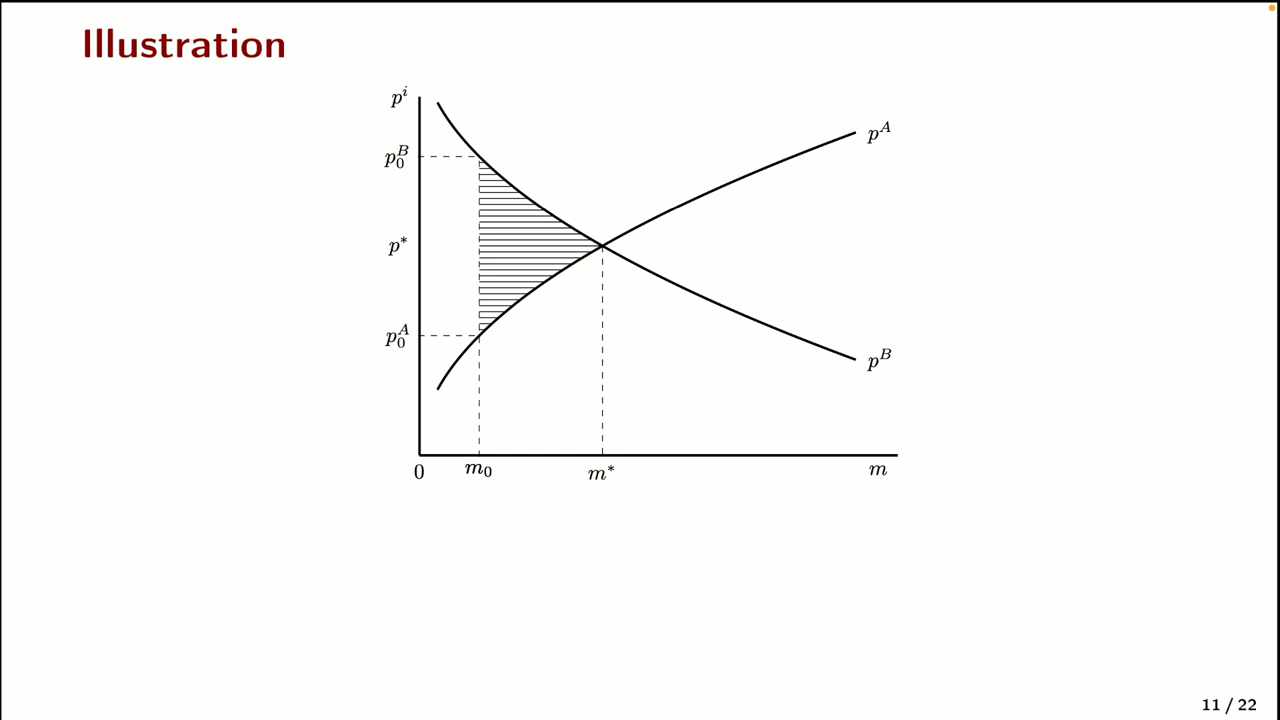 Illustration
p^i
p^A
p_0^B
p^*
p_0^A
p^B
0
m_0
m^*
m
11 / 22